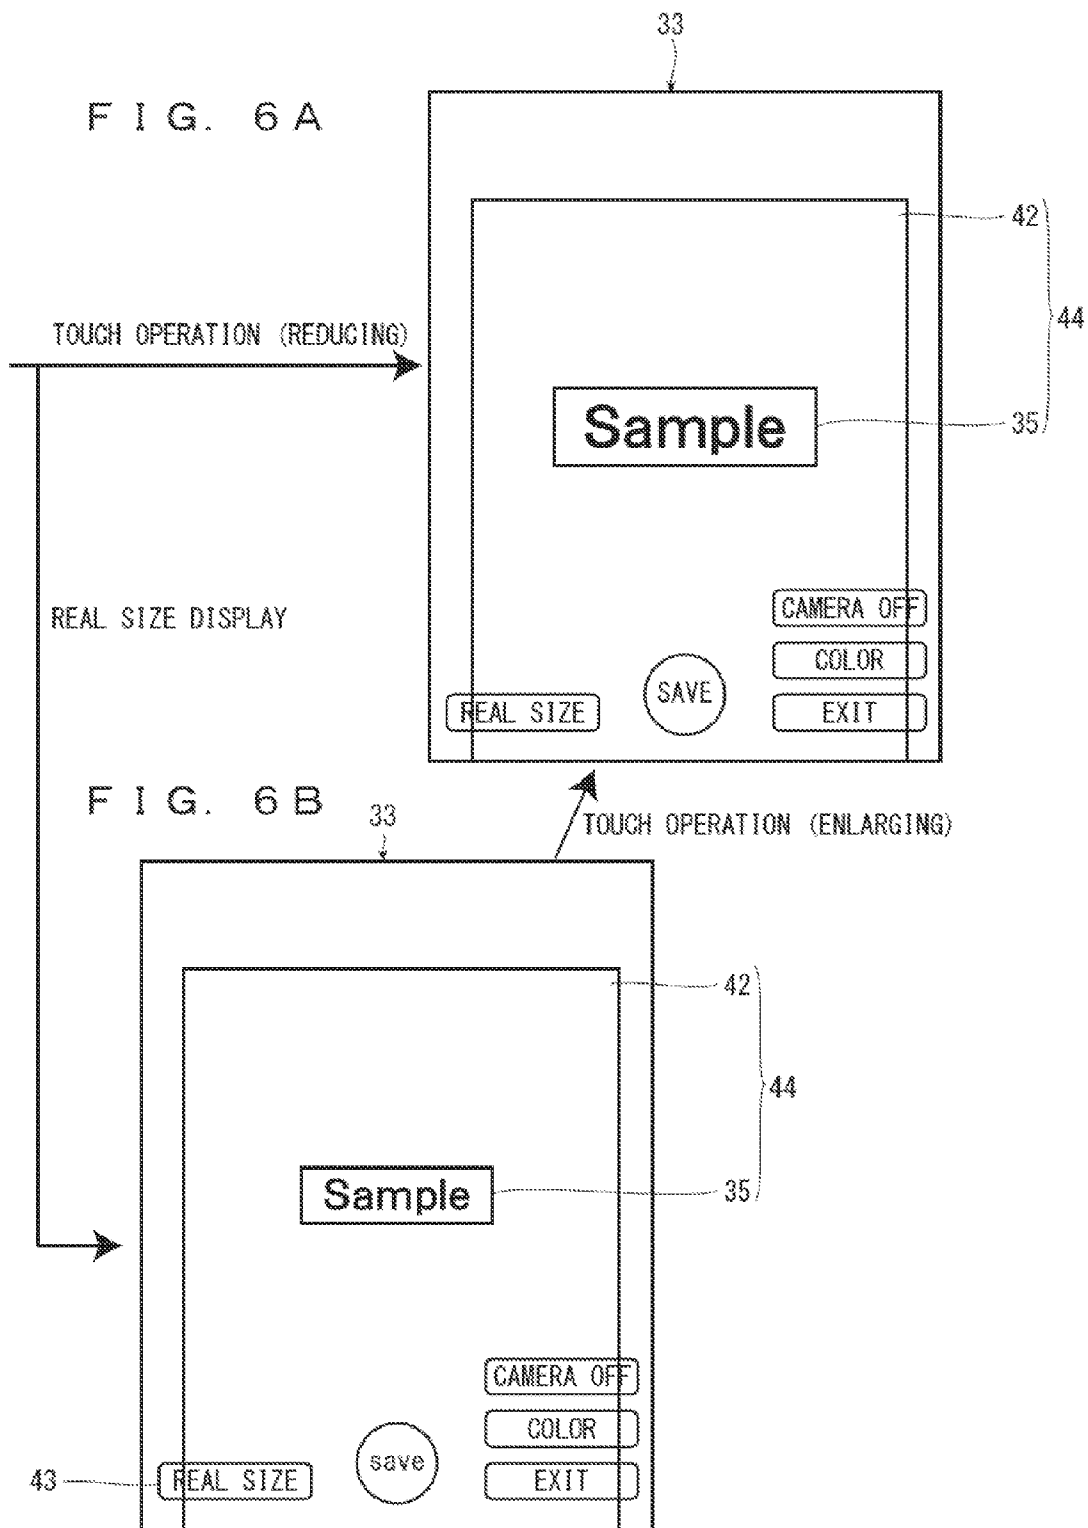 33
FIG. 6A
42
44
TOUCH OPERATION (REDUCING)
Sample
35
CAMERA OFF
REAL SIZE DISPLAY
COLOR
SAVE
REAL SIZE
EXIT
FIG. 6B
33
TOUCH OPERATION (ENLARGING)
42
44
Sample
35
CAMERA OFF
COLOR
save
43
REAL SIZE
EXIT